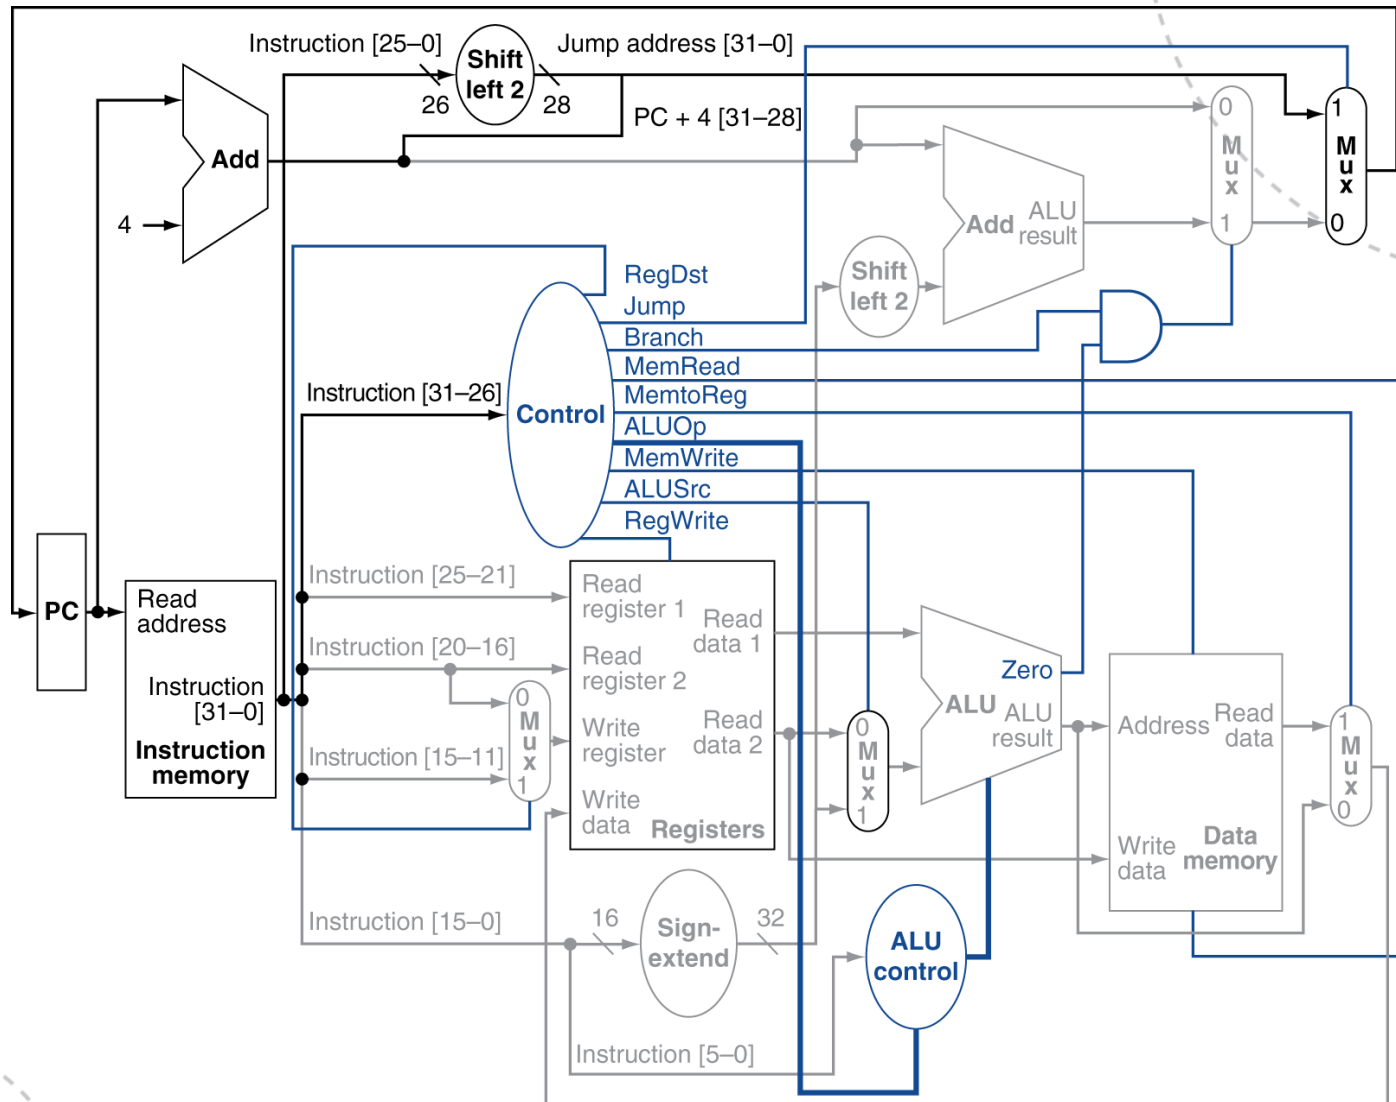 Instruction [25–0]
Shift
left 2
Jump address [31–0]
26
28
PC + 4 [31–28]
Add
4
0
M
u
x
1
1
M
u
x
0
Add
ALU
result
Shift
left 2
RegDst
Jump
Branch
MemRead
MemtoReg
ALUOp
MemWrite
ALUSrc
RegWrite
Instruction [31–26]
Control
PC
Read
address
Instruction
[31–0]
Instruction
memory
Instruction [25–21]
Instruction [20–16]
Instruction [15–11]
0
M
u
x
1
Read
register 1
Read
register 2
Write
register
Write
data
Read
data 1
Read
data 2
Registers
0
M
u
x
1
Zero
ALU
ALU
result
Address
Read
data
Write
data
Data
memory
1
M
u
x
0
Instruction [15–0]
16
Sign-
extend
32
ALU
control
Instruction [5–0]